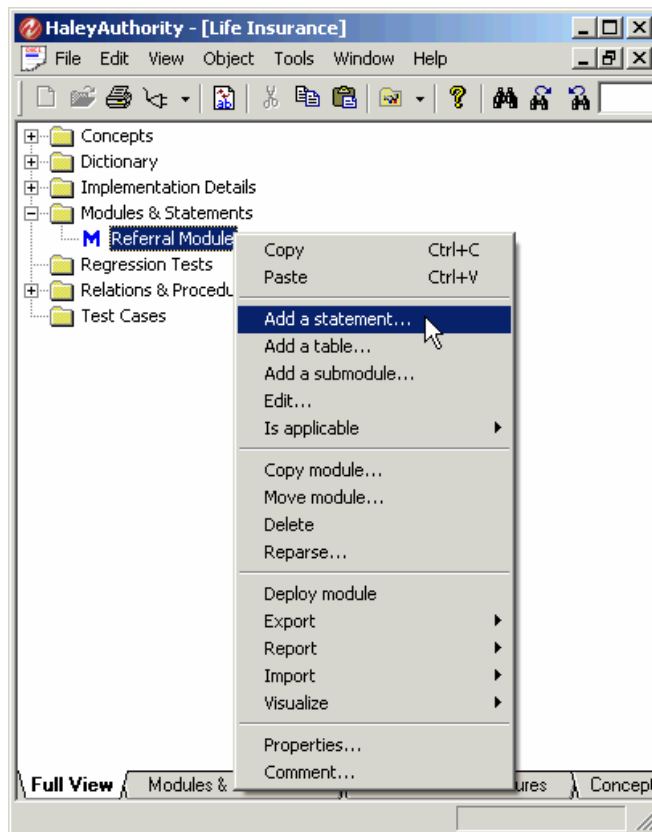 HaleyAuthority - [Life Insurance]
File Edit View Object Tools Window Help
Concepts
Dictionary
Implementation Details
Modules & Statements
M Referral Module
Regression Tests
Relations & Procedu
Test Cases
Copy Ctrl+C
Paste Ctrl+V
Add a statement...
Add a table...
Add a submodule...
Edit...
Is applicable
Copy module...
Move module...
Delete
Reparse...
Deploy module
Export
Report
Import
Visualize
Properties...
Comment...
Full View Modules & ures Concept